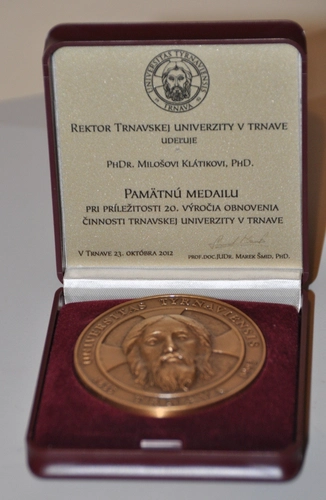 UNIVERSITAS TYRNAVIENSIS
TRNAVA
REKTOR TRNAVSKEJ UNIVERZITY V TRNAVE
UDEĽUJE
PHDR. MILOŠOVI KLÁTIKOVI, PHD.
PAMÄTNÚ MEDAILU
PRI PRÍLEŽITOSTI 20. VÝROČIA OBNOVENIA
ČINNOSTI TRNAVSKEJ UNIVERZITY V TRNAVE
V TRNAVE 23. OKTÓBRA 2012
PROF.DOC.JUDR. MAREK ŠMID, PHD.
UNIVERSITAS TYRNAVIENSIS